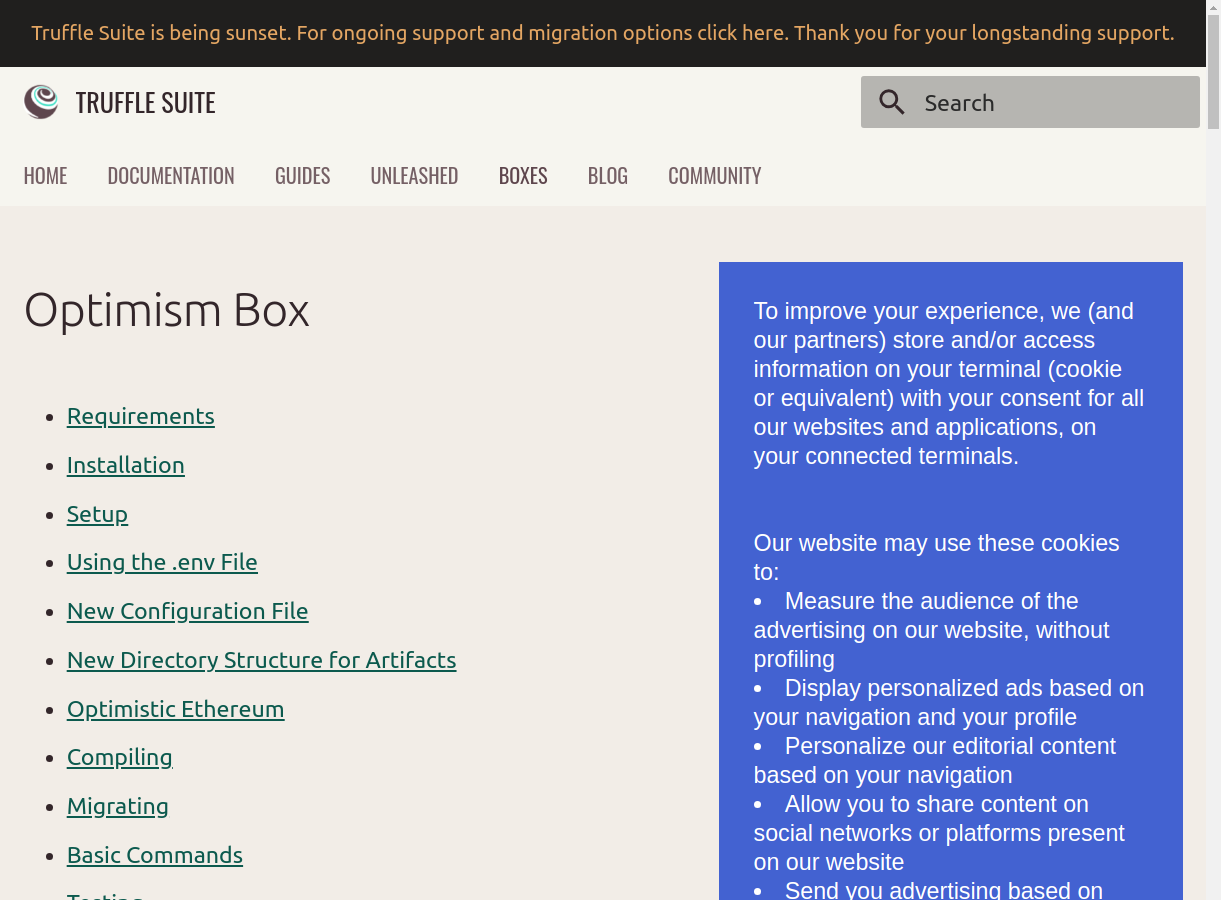 Truffle Suite is being sunset. For ongoing support and migration options click here. Thank you for your longstanding support.
TRUFFLE SUITE
Search
HOME
DOCUMENTATION
GUIDES
UNLEASHED
BOXES
BLOG
COMMUNITY
Optimism Box
• Requirements
• Installation
• Setup
• Using the .env File
• New Configuration File
• New Directory Structure for Artifacts
• Optimistic Ethereum
• Compiling
• Migrating
• Basic Commands
• Testing
To improve your experience, we (and
our partners) store and/or access
information on your terminal (cookie
or equivalent) with your consent for all
our websites and applications, on
your connected terminals.
Our website may use these cookies
to:
• Measure the audience of the
advertising on our website, without
profiling
• Display personalized ads based on
your navigation and your profile
• Personalize our editorial content
based on your navigation
• Allow you to share content on
social networks or platforms present
on our website
• Send you advertising based on